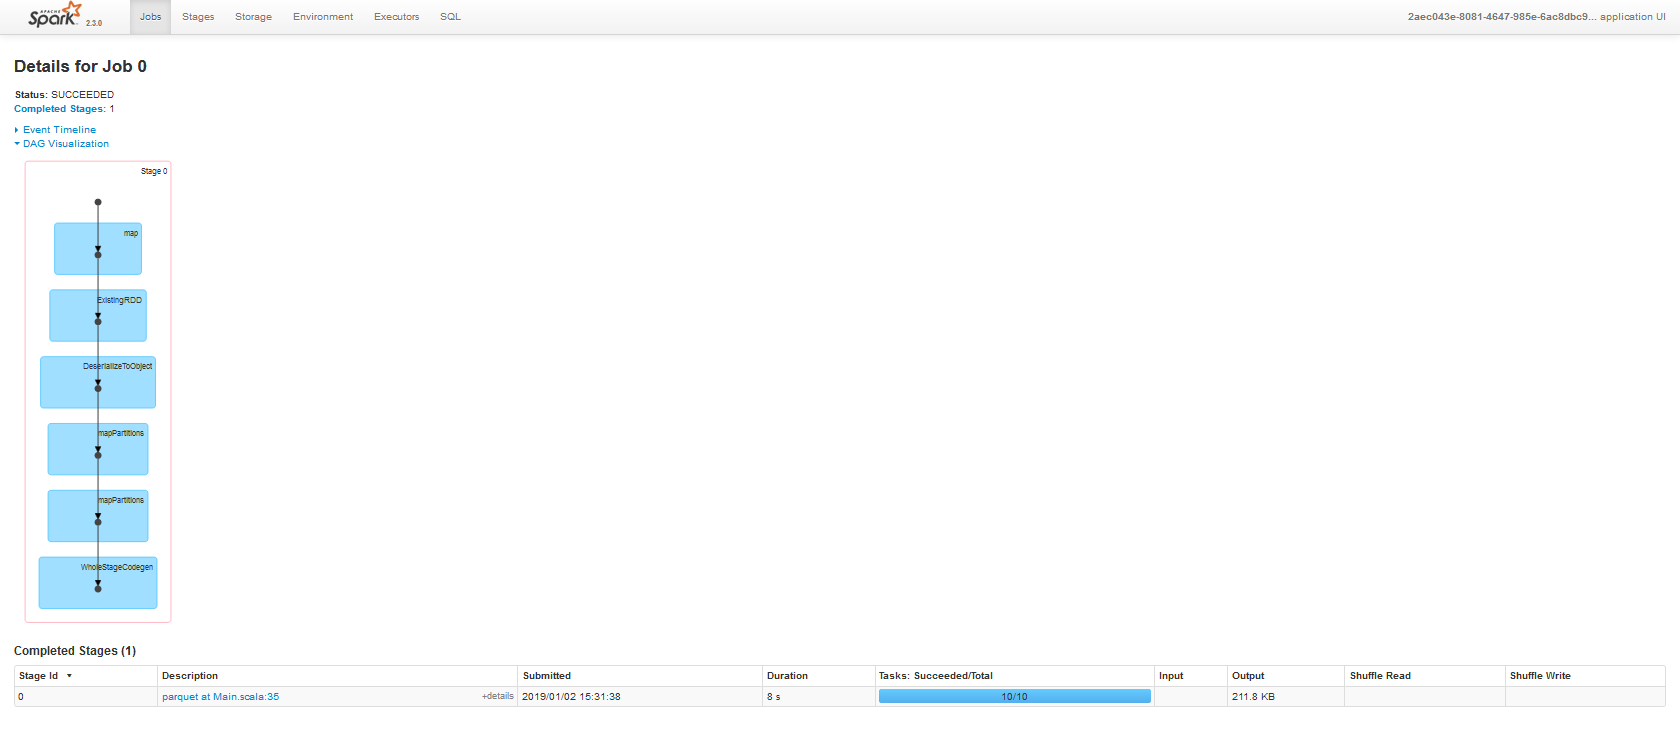 APACHE
Spark 2.3.0 Jobs Stages Storage Environment Executors SQL 2aec043e-8081-4647-985e-6ac8dbc9... application UI
Details for Job 0
Status: SUCCEEDED
Completed Stages: 1
Event Timeline
DAG Visualization
Stage 0
map
ExistingRDD
DeserializeToObject
mapPartitions
mapPartitions
WholeStageCodegen
Completed Stages (1)
Stage Id Description Submitted Duration Tasks: Succeeded/Total Input Output Shuffle Read Shuffle Write
0 parquet at Main.scala:35 +details 2019/01/02 15:31:38 8 s 10/10 211.8 KB